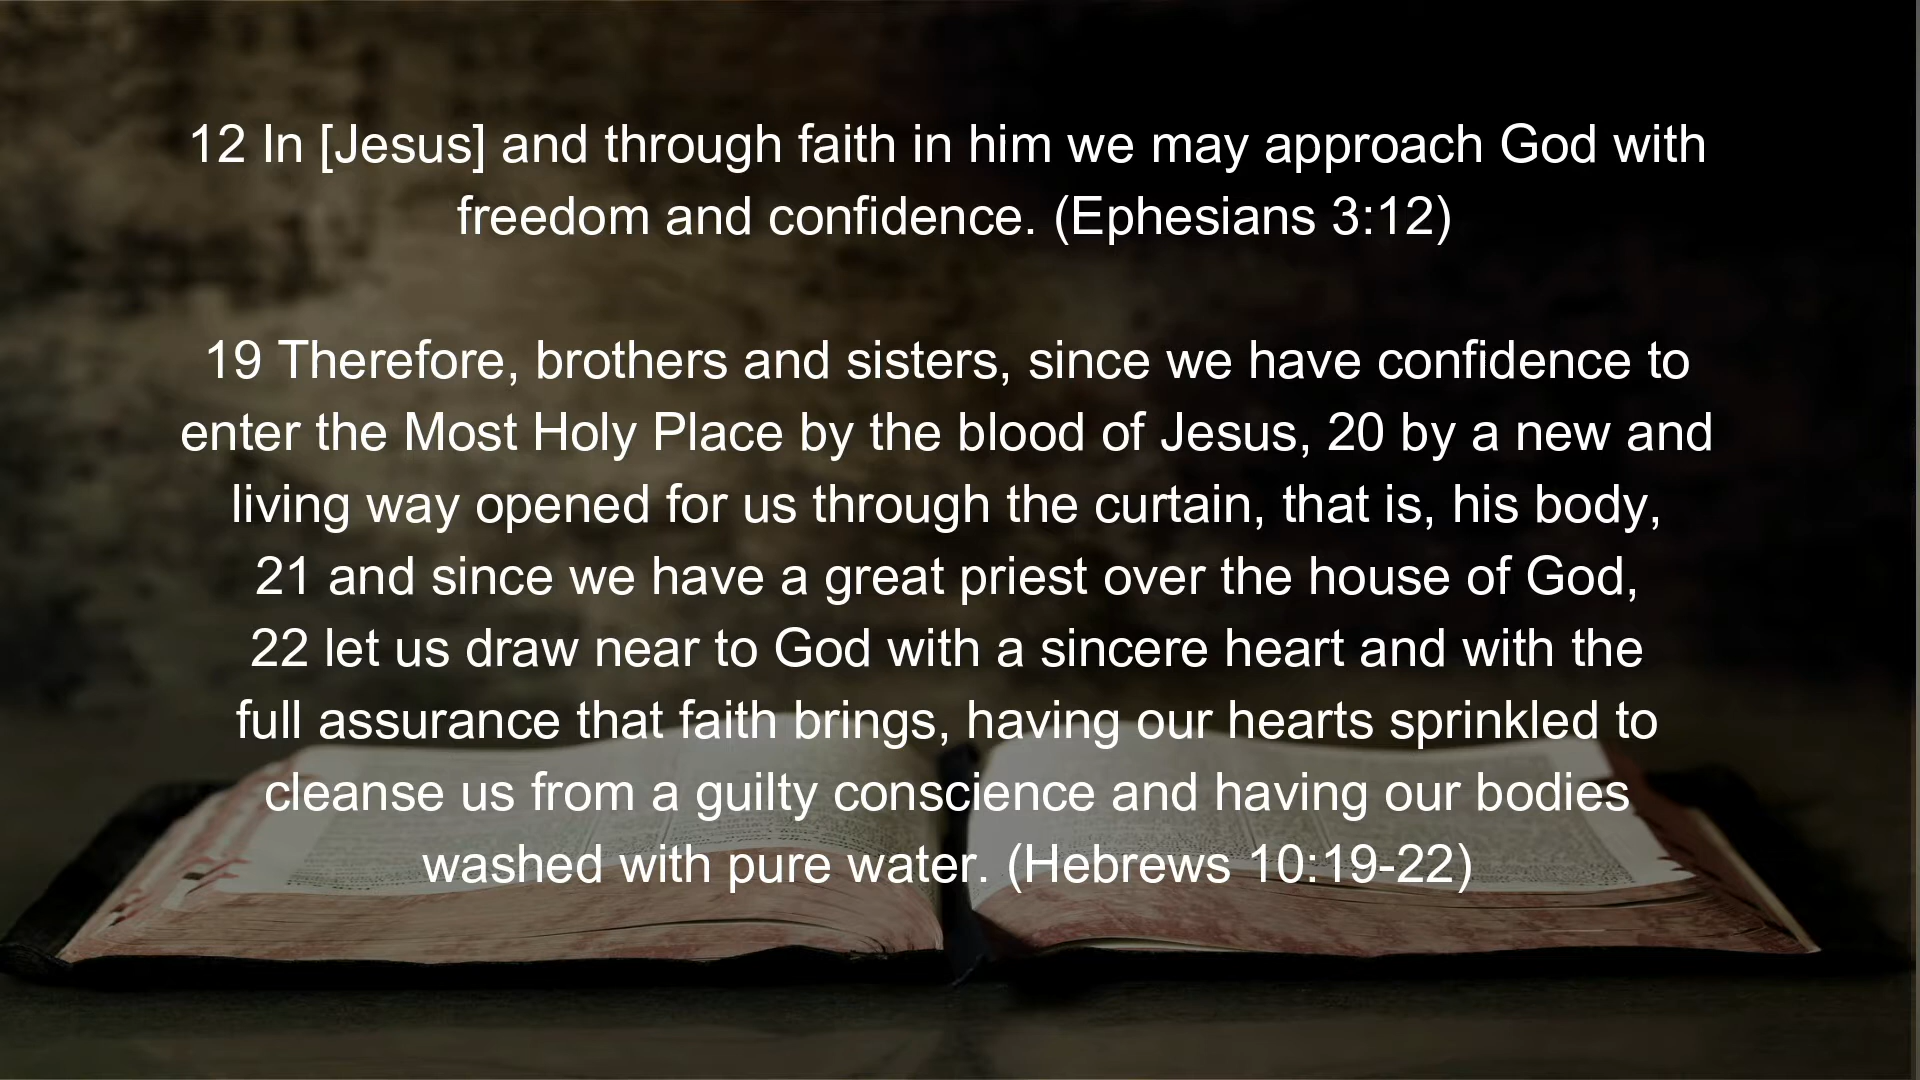 12 In [Jesus] and through faith in him we may approach God with
freedom and confidence. (Ephesians 3:12)
19 Therefore, brothers and sisters, since we have confidence to
enter the Most Holy Place by the blood of Jesus, 20 by a new and
living way opened for us through the curtain, that is, his body,
21 and since we have a great priest over the house of God,
22 let us draw near to God with a sincere heart and with the
full assurance that faith brings, having our hearts sprinkled to
cleanse us from a guilty conscience and having our bodies
washed with pure water. (Hebrews 10:19-22)